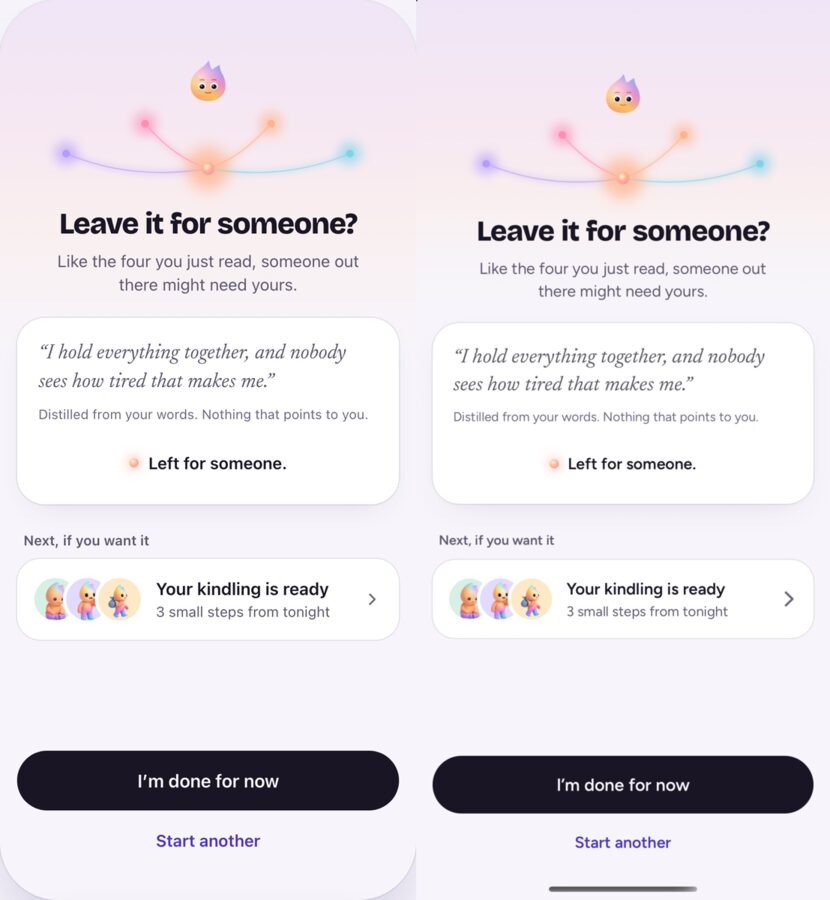 Leave it for someone?
Like the four you just read, someone out
there might need yours.
“I hold everything together, and nobody
sees how tired that makes me.”
Distilled from your words. Nothing that points to you.
Left for someone.
Next, if you want it
Your kindling is ready
3 small steps from tonight
I’m done for now
Start another
Leave it for someone?
Like the four you just read, someone out
there might need yours.
“I hold everything together, and nobody
sees how tired that makes me.”
Distilled from your words. Nothing that points to you.
Left for someone.
Next, if you want it
Your kindling is ready
3 small steps from tonight
I’m done for now
Start another